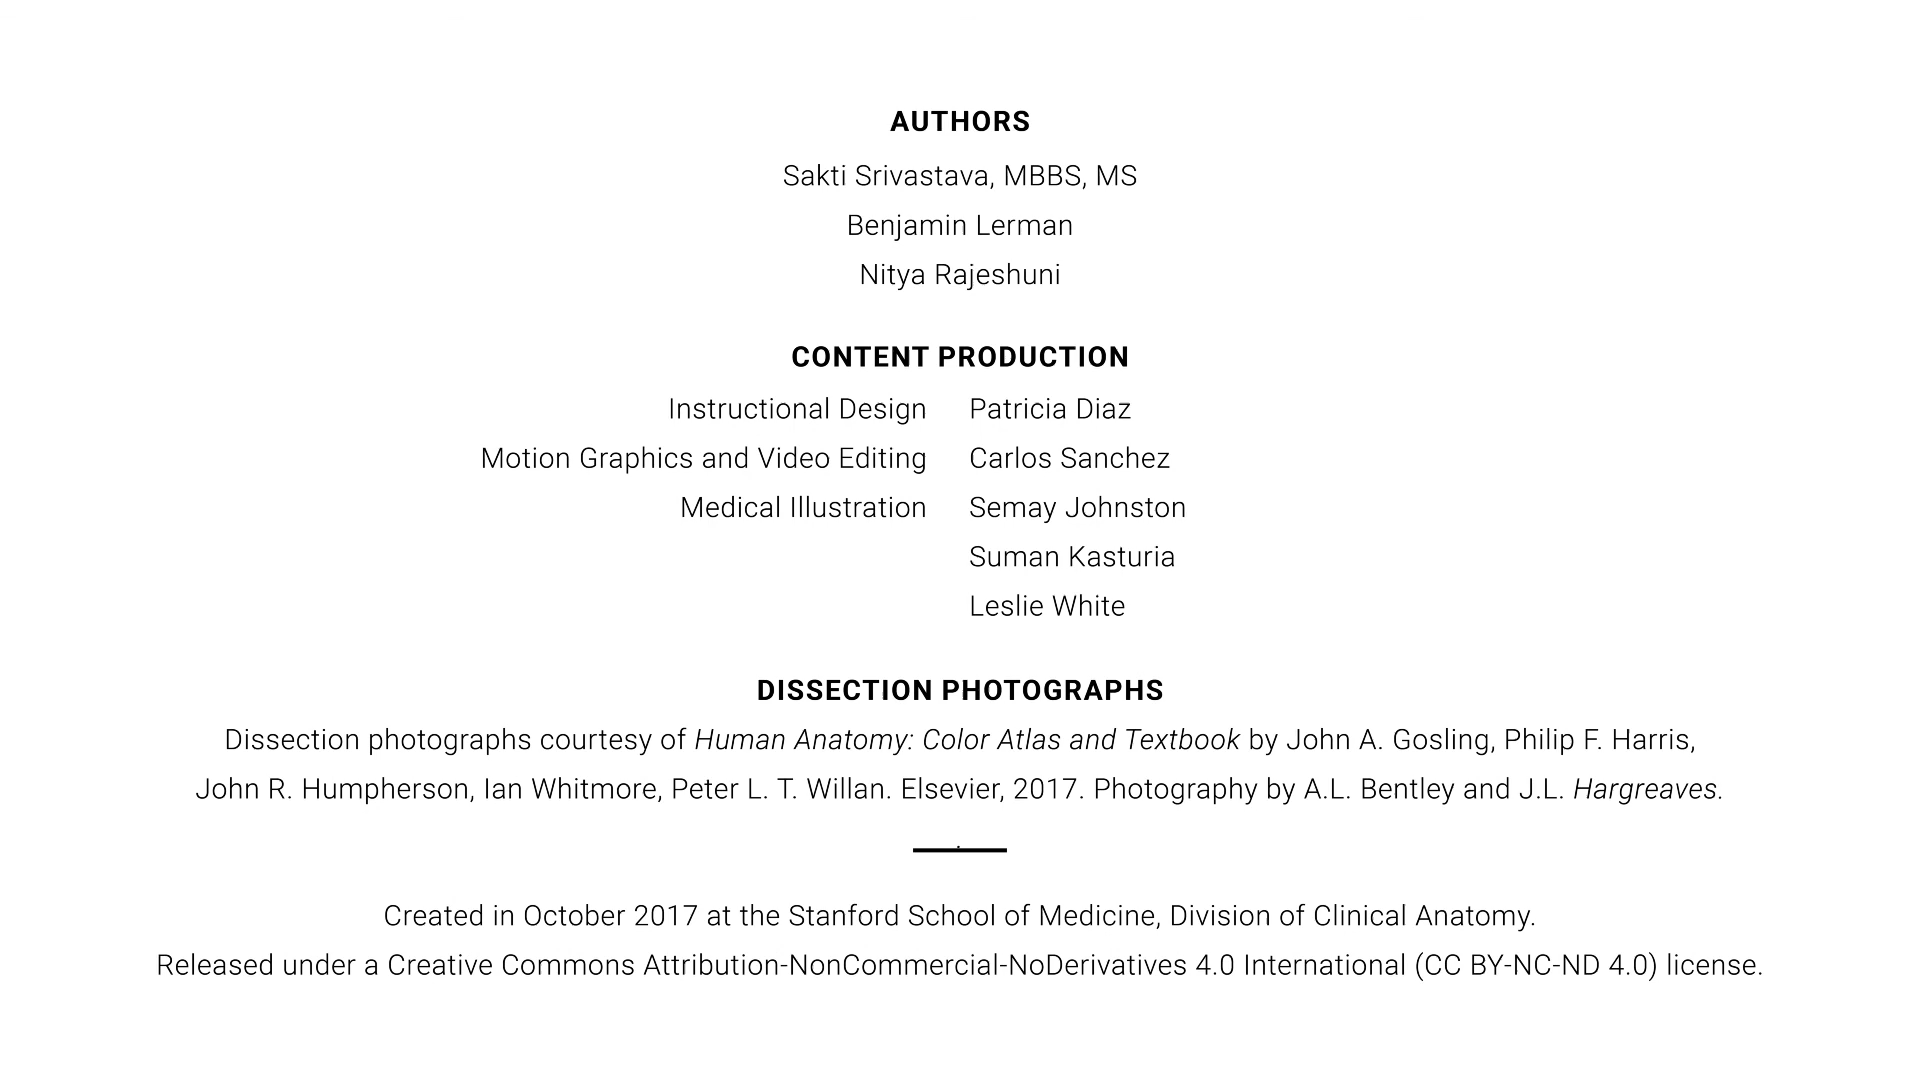 AUTHORS
Sakti Srivastava, MBBS, MS
Benjamin Lerman
Nitya Rajeshuni
CONTENT PRODUCTION
Instructional Design Patricia Diaz
Motion Graphics and Video Editing Carlos Sanchez
Medical Illustration Semay Johnston
Suman Kasturia
Leslie White
DISSECTION PHOTOGRAPHS
Dissection photographs courtesy of Human Anatomy: Color Atlas and Textbook by John A. Gosling, Philip F. Harris,
John R. Humpherson, Ian Whitmore, Peter L. T. Willan. Elsevier, 2017. Photography by A.L. Bentley and J.L. Hargreaves.
Created in October 2017 at the Stanford School of Medicine, Division of Clinical Anatomy.
Released under a Creative Commons Attribution-NonCommercial-NoDerivatives 4.0 International (CC BY-NC-ND 4.0) license.